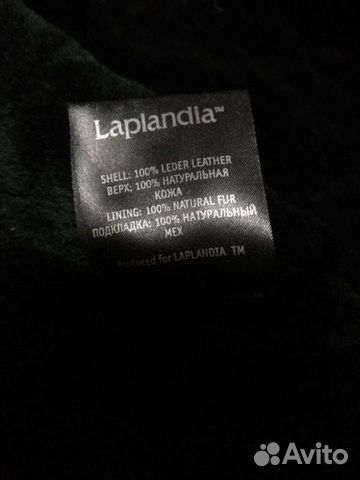 Laplandia™
SHELL: 100% LEDER LEATHER
ВЕРХ: 100% НАТУРАЛЬНАЯ
КОЖА
LINING: 100% NATURAL FUR
ПОДКЛАДКА: 100% НАТУРАЛЬНЫЙ
МЕХ
Produced for LAPLANDIA TM
Avito